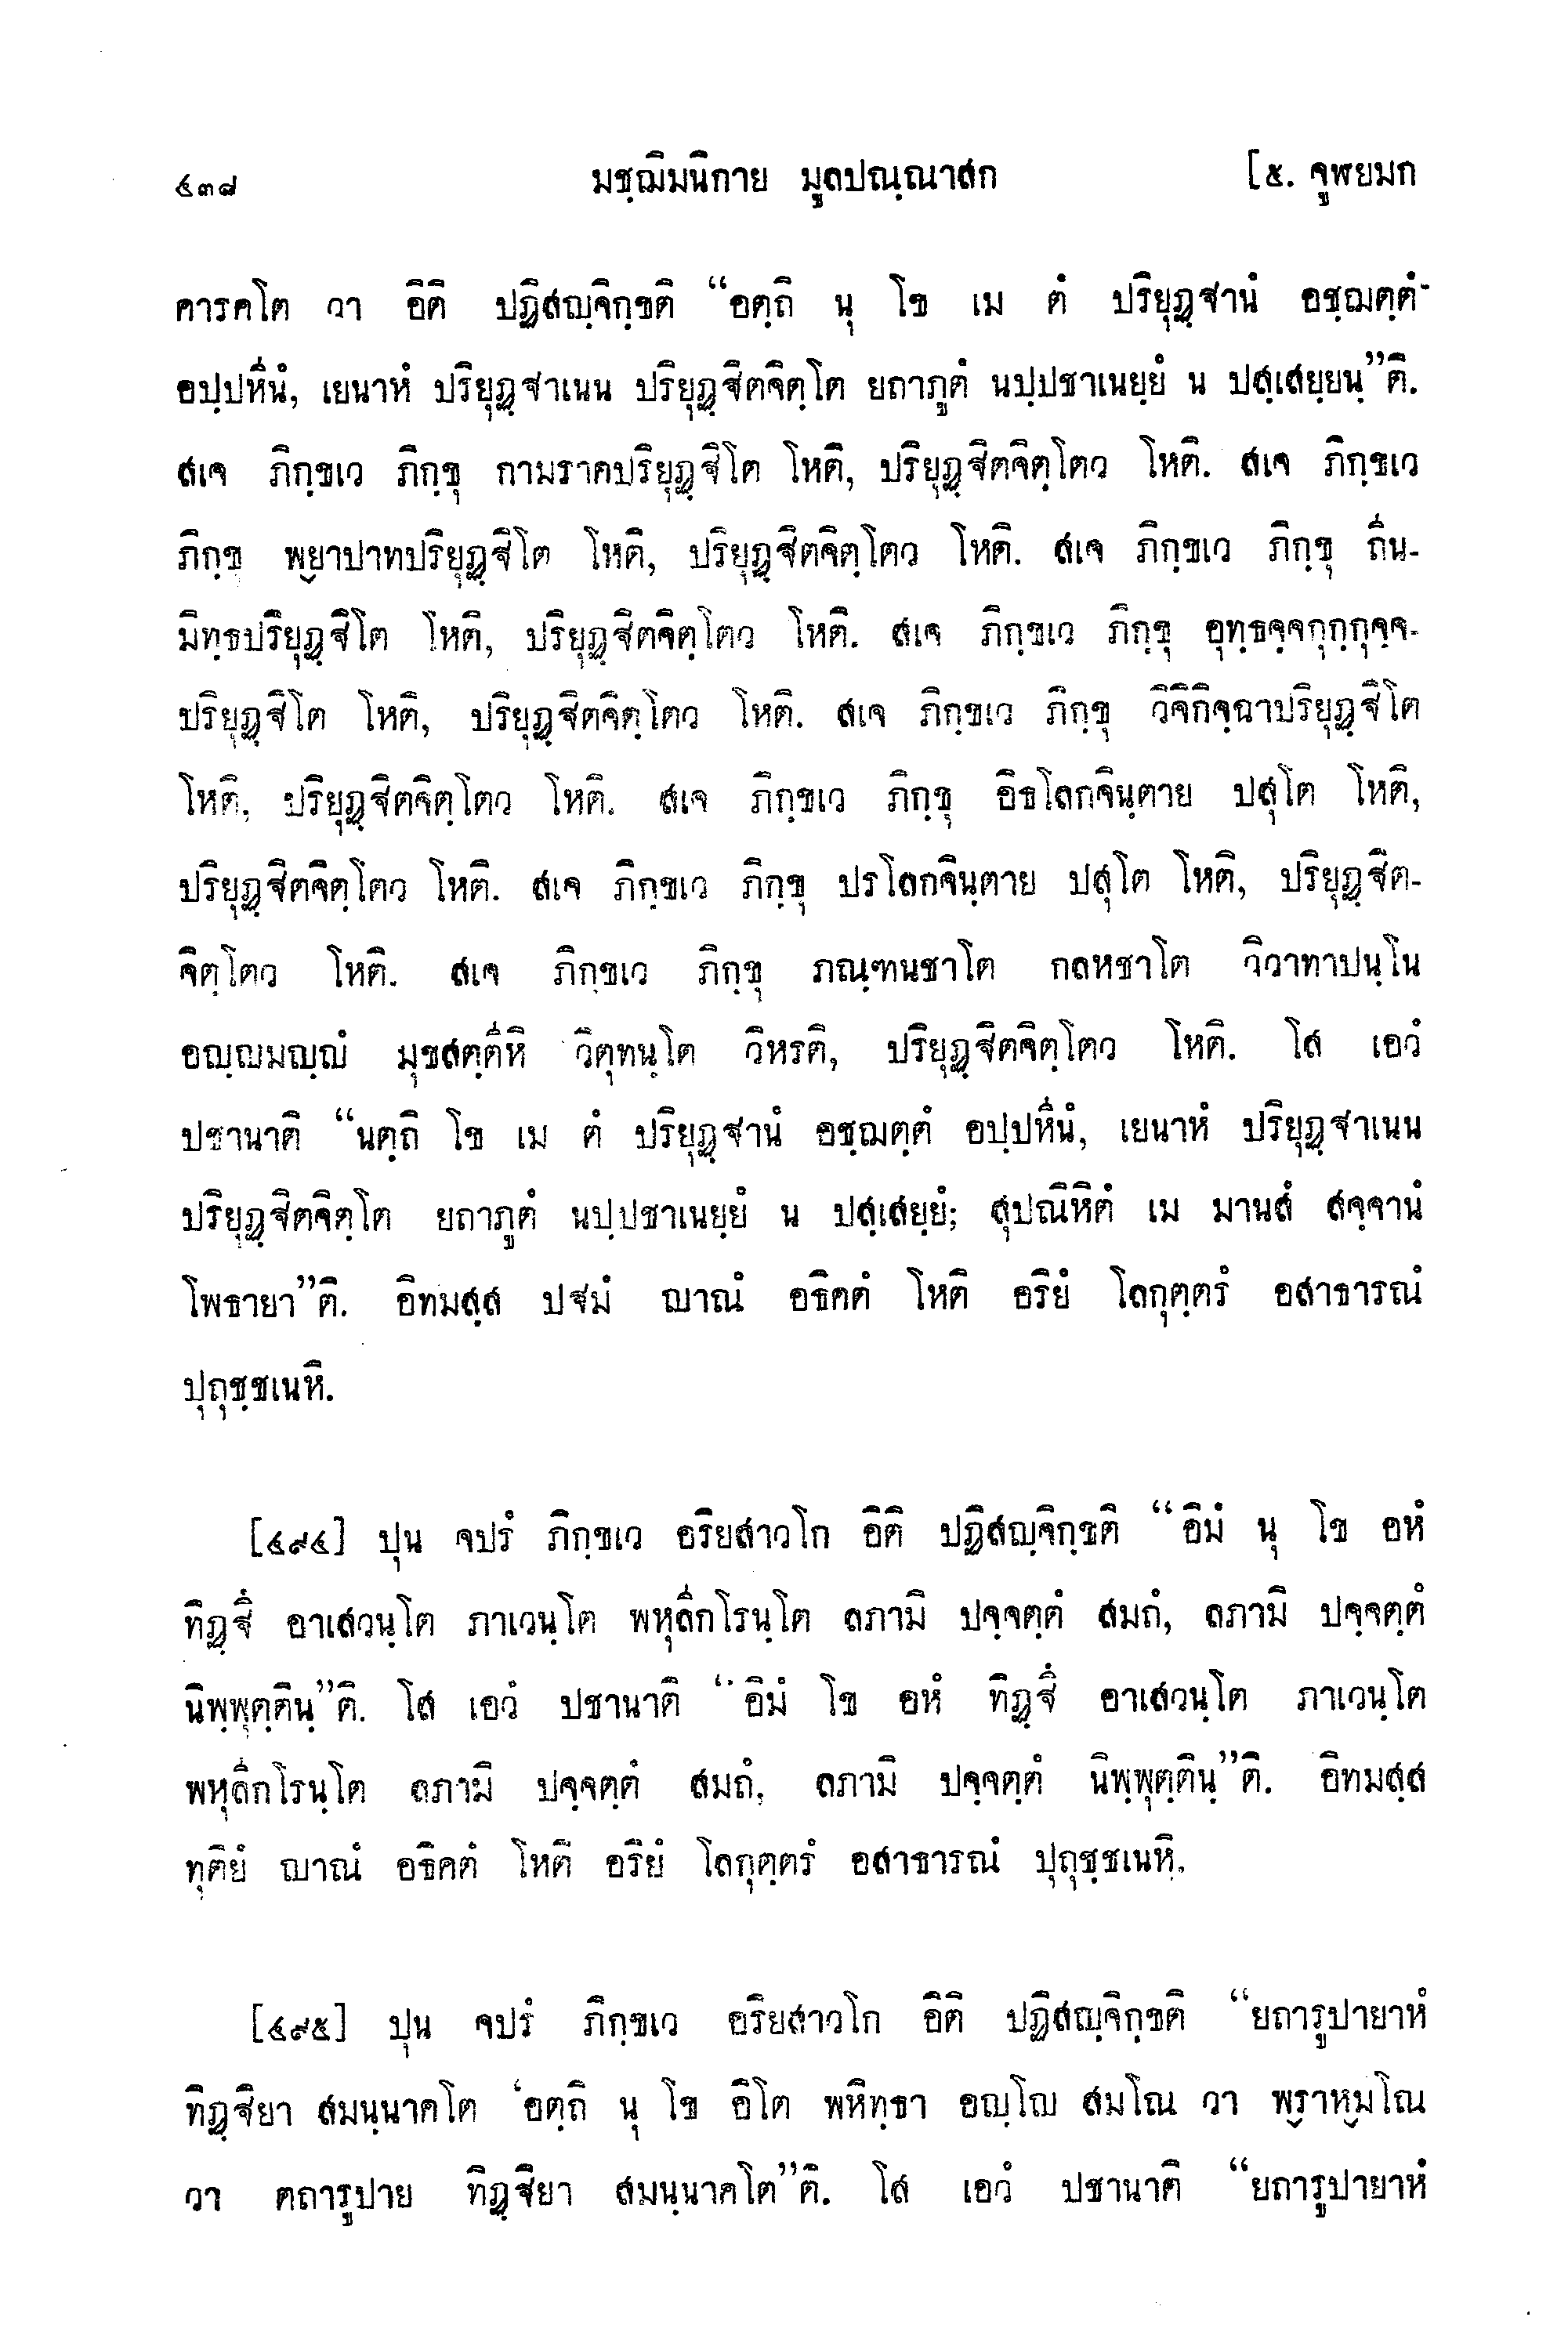 ๔๓๘ มชฺฌิมนิกาย มูลปณฺณาสก [๕. จูฬยมก
คารคโต วา อิติ ปฏิสญฺจิกฺขติ “อตฺถิ นุ โข เม ตํ ปริยุฏฺฐานํ อชฺฌตฺตํ
อปฺปหีนํ, เยนาหํ ปริยุฏฺฐาเนน ปริยุฏฺฐิตจิตฺโต ยถาภูตํ นปฺปชาเนยฺยํ น ปสฺเสยฺยนฺ”ติ.
สเจ ภิกฺขเว ภิกฺขุ กามราคปริยุฏฺฐิโต โหติ, ปริยุฏฺฐิตจิตฺโตว โหติ. สเจ ภิกฺขเว
ภิกฺขุ พฺยาปาทปริยุฏฺฐิโต โหติ, ปริยุฏฺฐิตจิตฺโตว โหติ. สเจ ภิกฺขเว ภิกฺขุ ถีน-
มิทฺธปริยุฏฺฐิโต โหติ, ปริยุฏฺฐิตจิตฺโตว โหติ. สเจ ภิกฺขเว ภิกฺขุ อุทฺธจฺจกุกฺกุจฺจ-
ปริยุฏฺฐิโต โหติ, ปริยุฏฺฐิตจิตฺโตว โหติ. สเจ ภิกฺขเว ภิกฺขุ วิจิกิจฺฉาปริยุฏฺฐิโต
โหติ, ปริยุฏฺฐิตจิตฺโตว โหติ. สเจ ภิกฺขเว ภิกฺขุ อิธโลกจินฺตาย ปสุโต โหติ,
ปริยุฏฺฐิตจิตฺโตว โหติ. สเจ ภิกฺขเว ภิกฺขุ ปรโลกจินฺตาย ปสุโต โหติ, ปริยุฏฺฐิต-
จิตฺโตว โหติ. สเจ ภิกฺขเว ภิกฺขุ ภณฺฑนชาโต กลหชาโต วิวาทาปนฺโน
อญฺญมญฺญํ มุขสตฺตีหิ วิตุทนฺโต วิหรติ, ปริยุฏฺฐิตจิตฺโตว โหติ. โส เอวํ
ปชานาติ “นตฺถิ โข เม ตํ ปริยุฏฺฐานํ อชฺฌตฺตํ อปฺปหีนํ, เยนาหํ ปริยุฏฺฐาเนน
ปริยุฏฺฐิตจิตฺโต ยถาภูตํ นปฺปชาเนยฺยํ น ปสฺเสยฺยํ; สุปณิหิตํ เม มานสํ สจฺจานํ
โพธายา”ติ. อิทมสฺส ปฐมํ ญาณํ อธิคตํ โหติ อริยํ โลกุตฺตรํ อสาธารณํ
ปุถุชฺชเนหิ.
[๔๙๔] ปุน จปรํ ภิกฺขเว อริยสาวโก อิติ ปฏิสญฺจิกฺขติ “อิมํ นุ โข อหํ
ทิฏฺฐึ อาเสวนฺโต ภาเวนฺโต พหุลีกโรนฺโต ลภามิ ปจฺจตฺตํ สมถํ, ลภามิ ปจฺจตฺตํ
นิพฺพุตฺตินฺ”ติ. โส เอวํ ปชานาติ “อิมํ โข อหํ ทิฏฺฐึ อาเสวนฺโต ภาเวนฺโต
พหุลีกโรนฺโต ลภามิ ปจฺจตฺตํ สมถํ, ลภามิ ปจฺจตฺตํ นิพฺพุตฺตินฺ”ติ. อิทมสฺส
ทุติยํ ญาณํ อธิคตํ โหติ อริยํ โลกุตฺตรํ อสาธารณํ ปุถุชฺชเนหิ.
[๔๙๕] ปุน จปรํ ภิกฺขเว อริยสาวโก อิติ ปฏิสญฺจิกฺขติ “ยถารูปายาหํ
ทิฏฺฐิยา สมนฺนาคโต ‘อตฺถิ นุ โข อิโต พหิทฺธา อญฺโญ สมโณ วา พฺราหฺมโณ
วา ตถารูปาย ทิฏฺฐิยา สมนฺนาคโต”ติ. โส เอวํ ปชานาติ “ยถารูปายาหํ